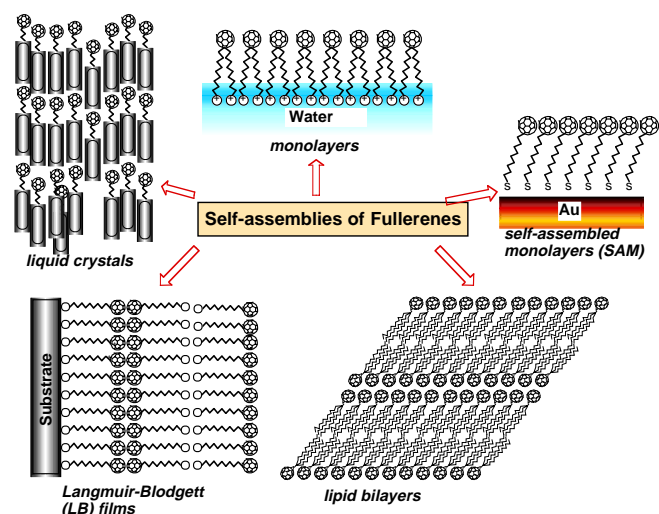 Water
monolayers
Self-assemblies of Fullerenes
s s s s s s s
Au
self-assembled
monolayers (SAM)
liquid crystals
Substrate
Langmuir-Blodgett
(LB) films
lipid bilayers